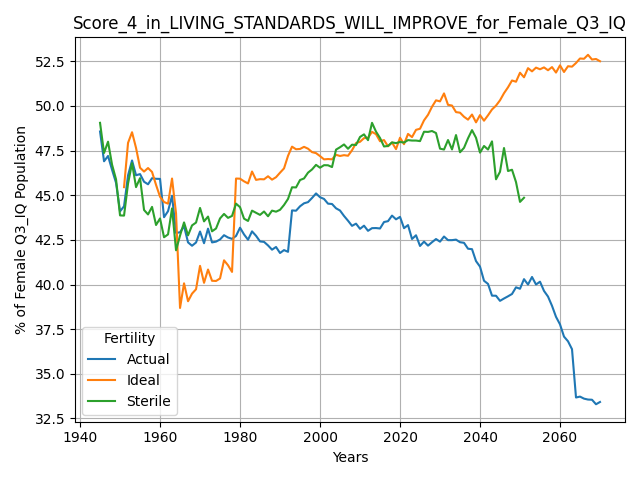 Score_4_in_LIVING_STANDARDS_WILL_IMPROVE_for_Female_Q3_IQ
% of Female Q3_IQ Population
52.5
50.0
47.5
45.0
42.5
40.0
37.5
35.0
32.5
Fertility
Actual
Ideal
Sterile
1940 1960 1980 2000 2020 2040 2060
Years